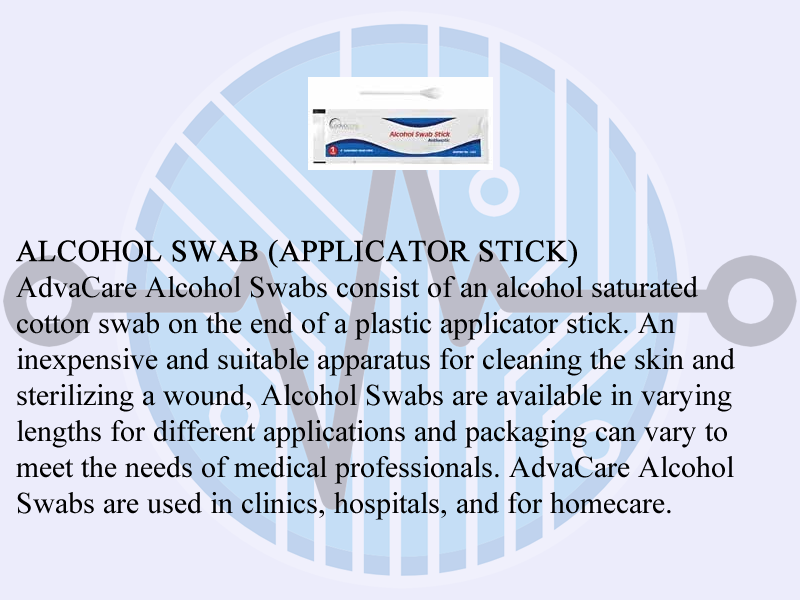 advacare
Alcohol Swab Stick
Antiseptic
1
ALCOHOL SWAB (APPLICATOR STICK)
AdvaCare Alcohol Swabs consist of an alcohol saturated
cotton swab on the end of a plastic applicator stick. An
inexpensive and suitable apparatus for cleaning the skin and
sterilizing a wound, Alcohol Swabs are available in varying
lengths for different applications and packaging can vary to
meet the needs of medical professionals. AdvaCare Alcohol
Swabs are used in clinics, hospitals, and for homecare.